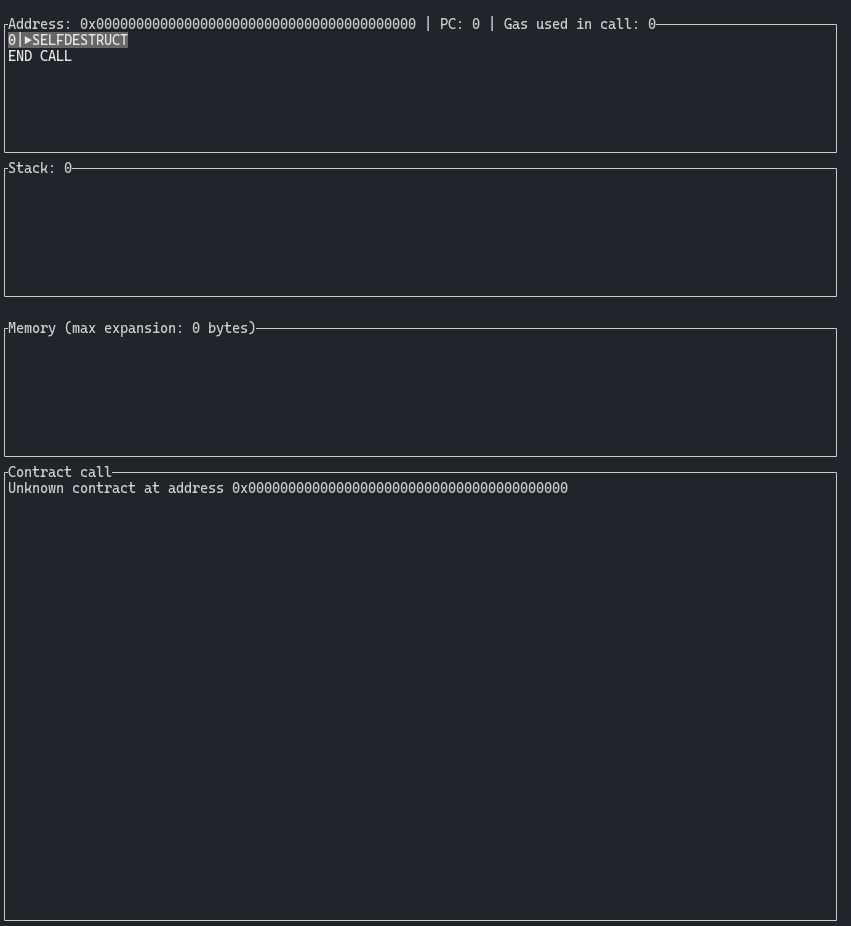 Address: 0x0000000000000000000000000000000000000000 | PC: 0 | Gas used in call: 0
0|▶SELFDESTRUCT
END CALL
Stack: 0
Memory (max expansion: 0 bytes)
Contract call
Unknown contract at address 0x0000000000000000000000000000000000000000